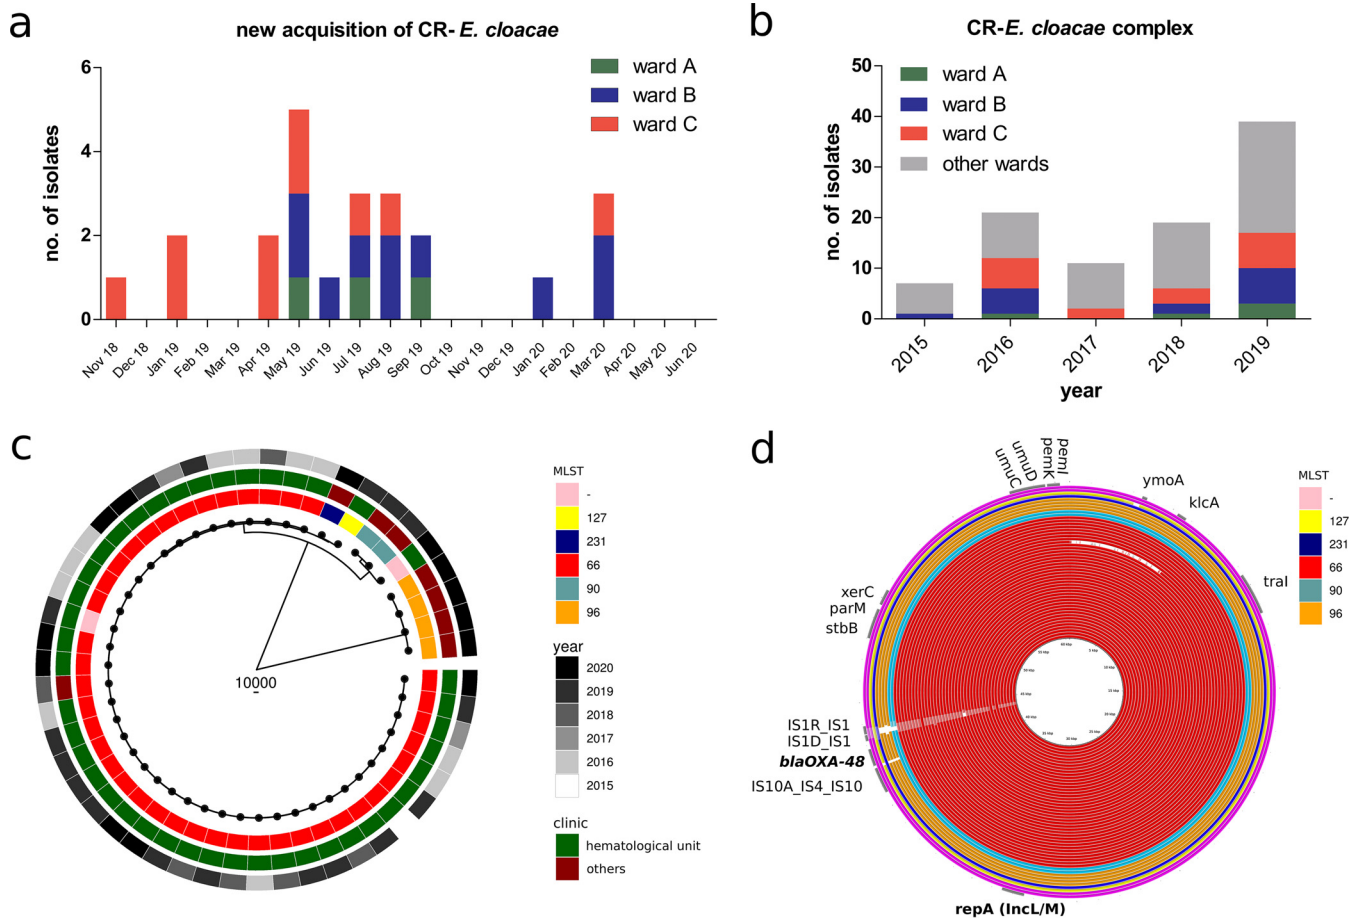 a
new acquisition of CR- E. cloacae
6
4
2
0
no. of isolates
ward A
ward B
ward C
Nov 18
Dec 18
Jan 19
Feb 19
Mar 19
Apr 19
May 19
Jun 19
Jul 19
Aug 19
Sep 19
Oct 19
Nov 19
Dec 19
Jan 20
Feb 20
Mar 20
Apr 20
May 20
Jun 20
b
CR-E. cloacae complex
50
40
30
20
10
0
no. of isolates
ward A
ward B
ward C
other wards
2015
2016
2017
2018
2019
year
c
10000
MLST
-
127
231
66
90
96
year
2020
2019
2018
2017
2016
2015
clinic
hematological unit
others
d
umuC
umuD
pemK
pemI
ymoA
klcA
traI
xerC
parM
stbB
IS1R_IS1
IS1D_IS1
blaOXA-48
IS10A_IS4_IS10
repA (IncL/M)
MLST
-
127
231
66
90
96